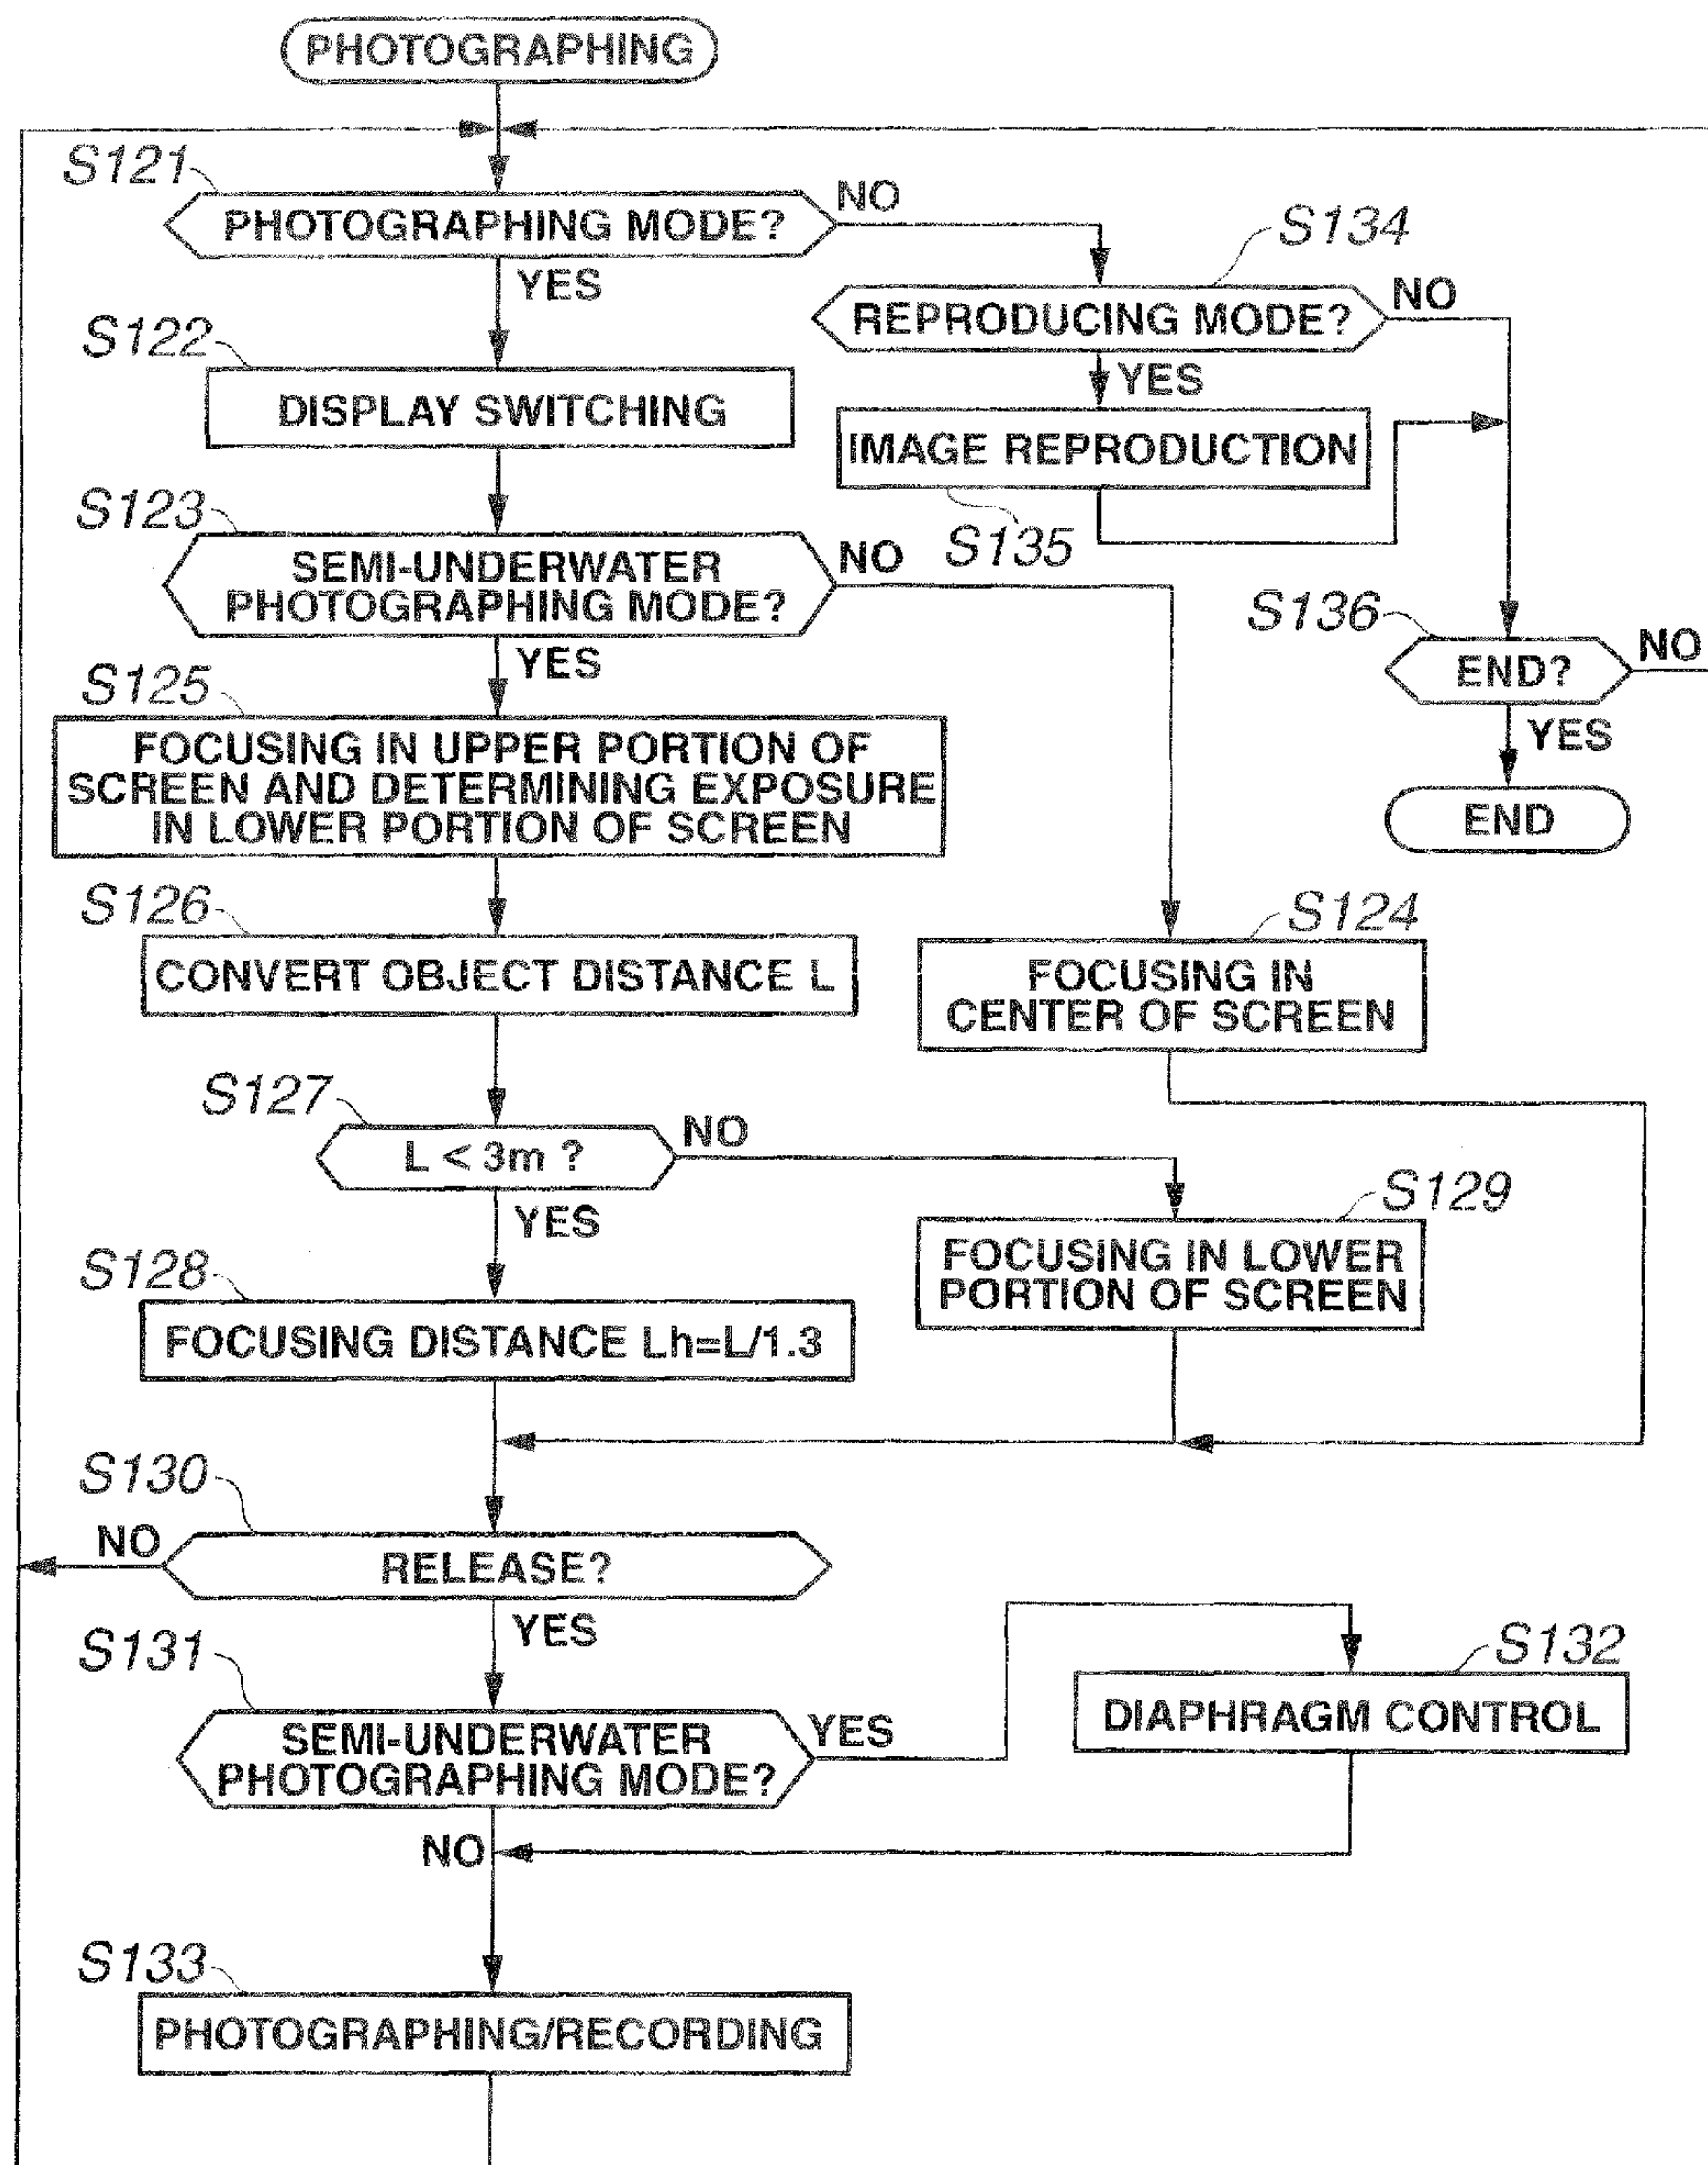 PHOTOGRAPHING
S121
PHOTOGRAPHING MODE?
NO
YES
S134
REPRODUCING MODE?
NO
YES
S122
DISPLAY SWITCHING
IMAGE REPRODUCTION
S135
S123
SEMI-UNDERWATER
PHOTOGRAPHING MODE?
NO
YES
S136
END?
NO
YES
END
S125
FOCUSING IN UPPER PORTION OF
SCREEN AND DETERMINING EXPOSURE
IN LOWER PORTION OF SCREEN
S126
CONVERT OBJECT DISTANCE L
S124
FOCUSING IN
CENTER OF SCREEN
S127
L < 3m ?
NO
YES
S129
FOCUSING IN LOWER
PORTION OF SCREEN
S128
FOCUSING DISTANCE Lh=L/1.3
S130
NO
RELEASE?
YES
S131
SEMI-UNDERWATER
PHOTOGRAPHING MODE?
YES
S132
DIAPHRAGM CONTROL
NO
S133
PHOTOGRAPHING/RECORDING